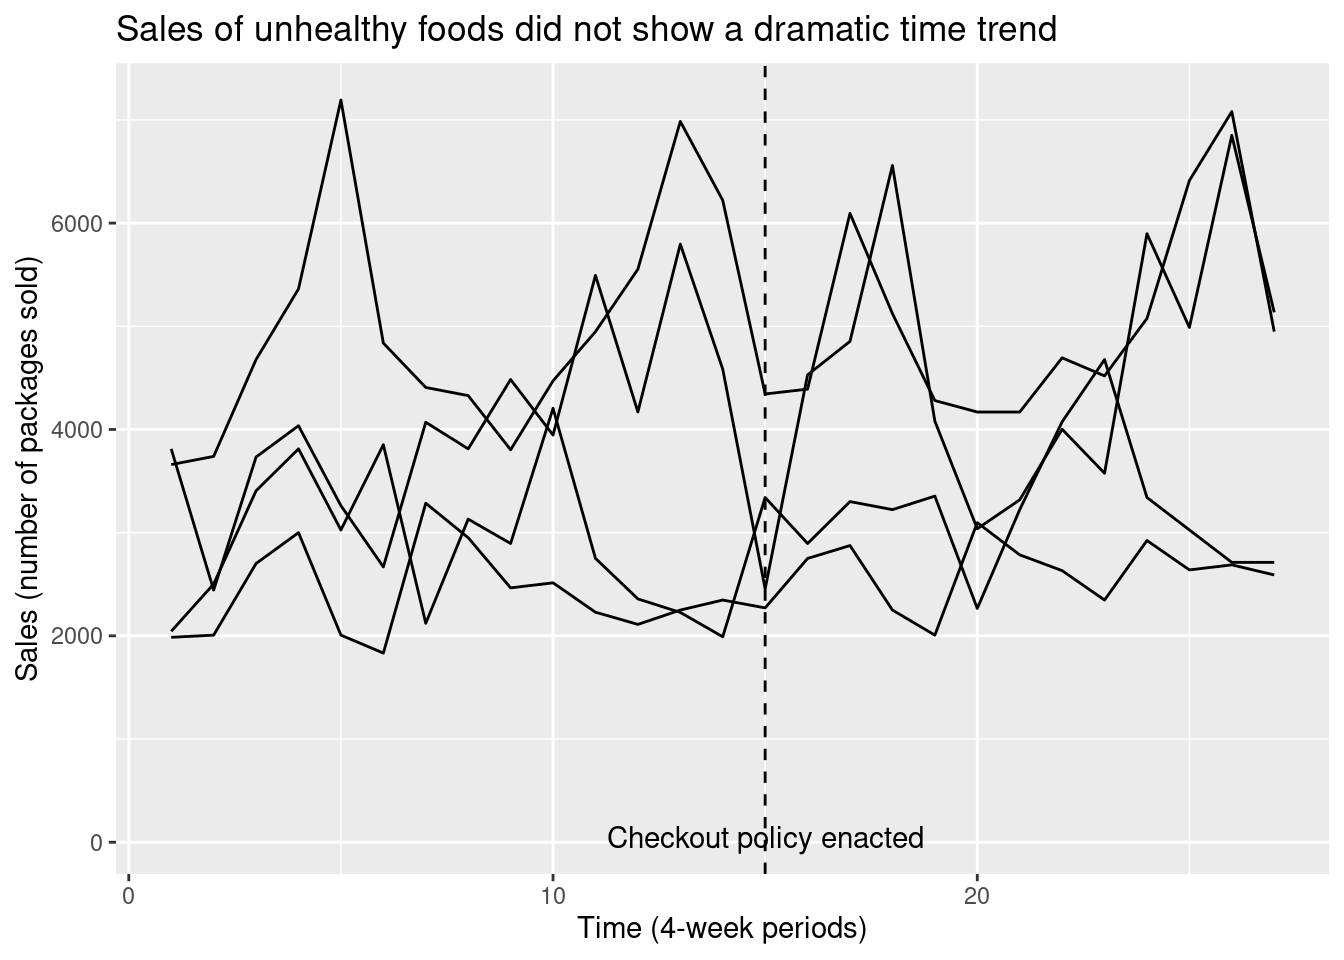 Sales of unhealthy foods did not show a dramatic time trend
Sales (number of packages sold)
6000
4000
2000
0
Checkout policy enacted
0 10 20
Time (4-week periods)